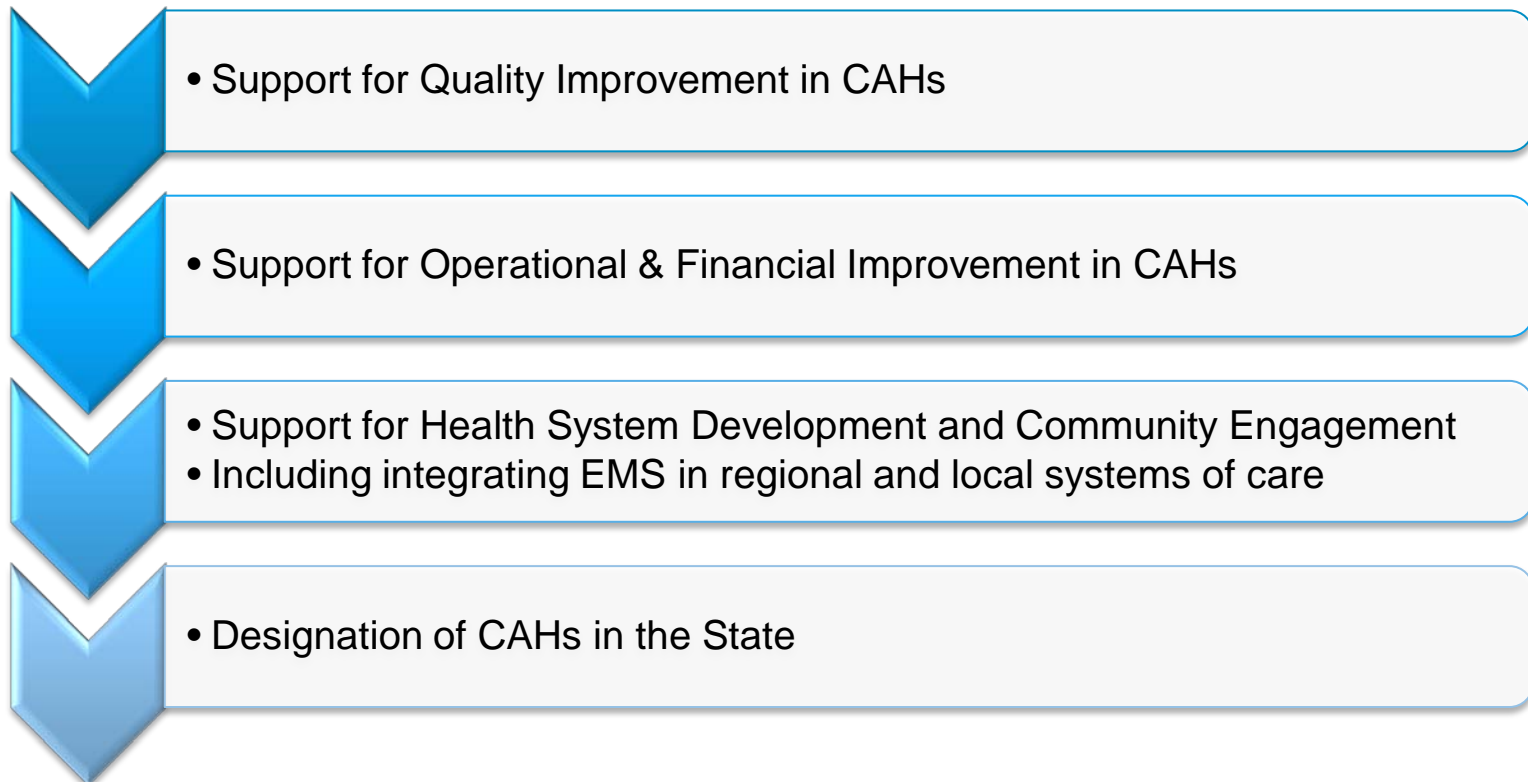 • Support for Quality Improvement in CAHs
• Support for Operational & Financial Improvement in CAHs
• Support for Health System Development and Community Engagement
• Including integrating EMS in regional and local systems of care
• Designation of CAHs in the State